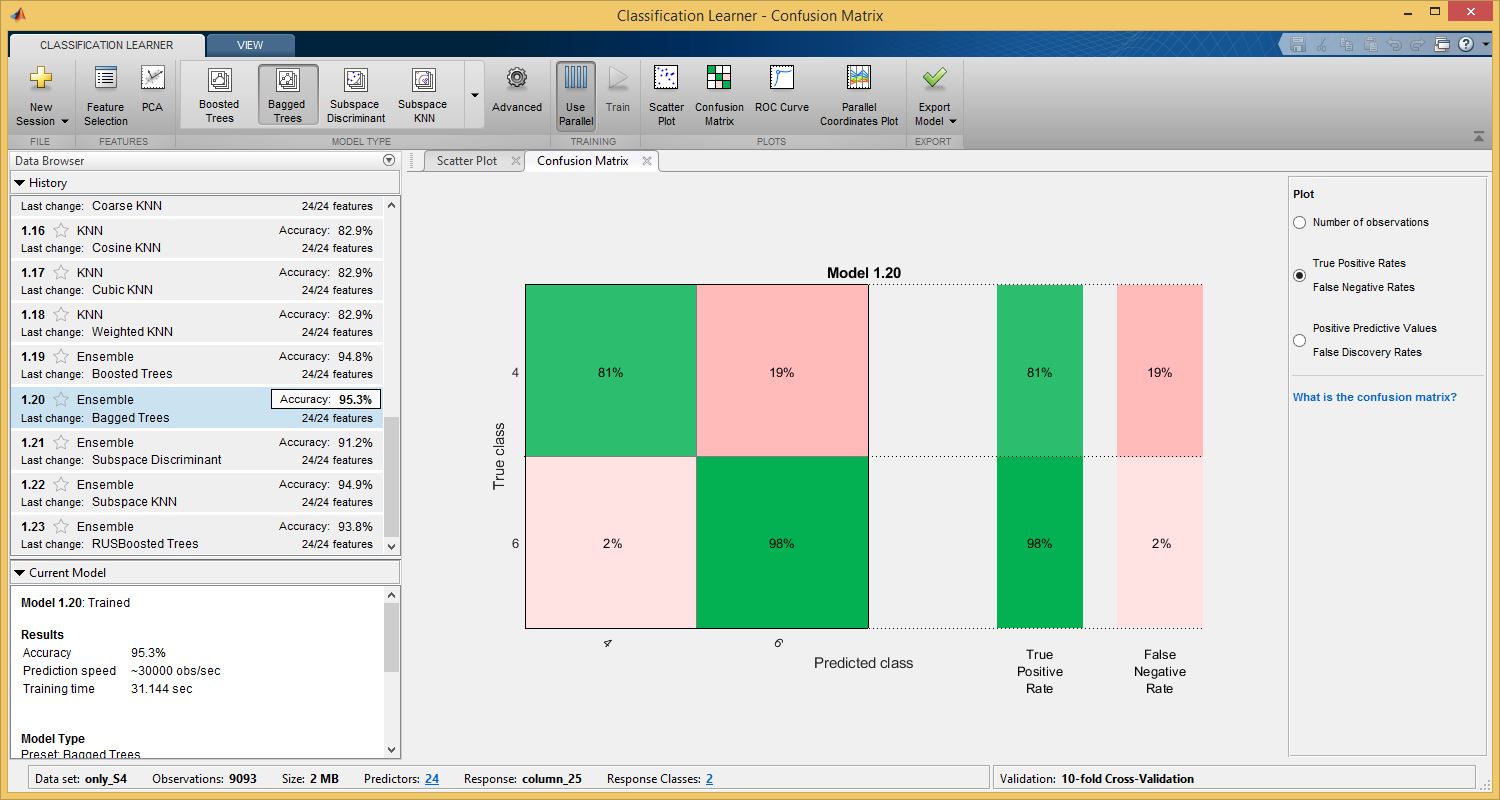 Classification Learner - Confusion Matrix
CLASSIFICATION LEARNER
VIEW
New
Session
Feature
Selection
PCA
Boosted
Trees
Bagged
Trees
Subspace
Discriminant
Subspace
KNN
Advanced
Use
Parallel
Train
Scatter
Plot
Confusion
Matrix
ROC Curve
Parallel
Coordinates Plot
Export
Model
FILE
FEATURES
MODEL TYPE
TRAINING
PLOTS
EXPORT
Data Browser
History
Last change: Coarse KNN 24/24 features
1.16 KNN Accuracy: 82.9%
Last change: Cosine KNN 24/24 features
1.17 KNN Accuracy: 82.9%
Last change: Cubic KNN 24/24 features
1.18 KNN Accuracy: 82.9%
Last change: Weighted KNN 24/24 features
1.19 Ensemble Accuracy: 94.8%
Last change: Boosted Trees 24/24 features
1.20 Ensemble Accuracy: 95.3%
Last change: Bagged Trees 24/24 features
1.21 Ensemble Accuracy: 91.2%
Last change: Subspace Discriminant 24/24 features
1.22 Ensemble Accuracy: 94.9%
Last change: Subspace KNN 24/24 features
1.23 Ensemble Accuracy: 93.8%
Last change: RUSBoosted Trees 24/24 features
Current Model
Model 1.20: Trained
Results
Accuracy 95.3%
Prediction speed ~30000 obs/sec
Training time 31.144 sec
Model Type
Preset: Bagged Trees
Scatter Plot
Confusion Matrix
Model 1.20
True class
4 81% 19% 81% 19%
6 2% 98% 98% 2%
4 6
Predicted class
True
Positive
Rate
False
Negative
Rate
Plot
Number of observations
True Positive Rates
False Negative Rates
Positive Predictive Values
False Discovery Rates
What is the confusion matrix?
Data set: only_S4 Observations: 9093 Size: 2 MB Predictors: 24 Response: column_25 Response Classes: 2
Validation: 10-fold Cross-Validation